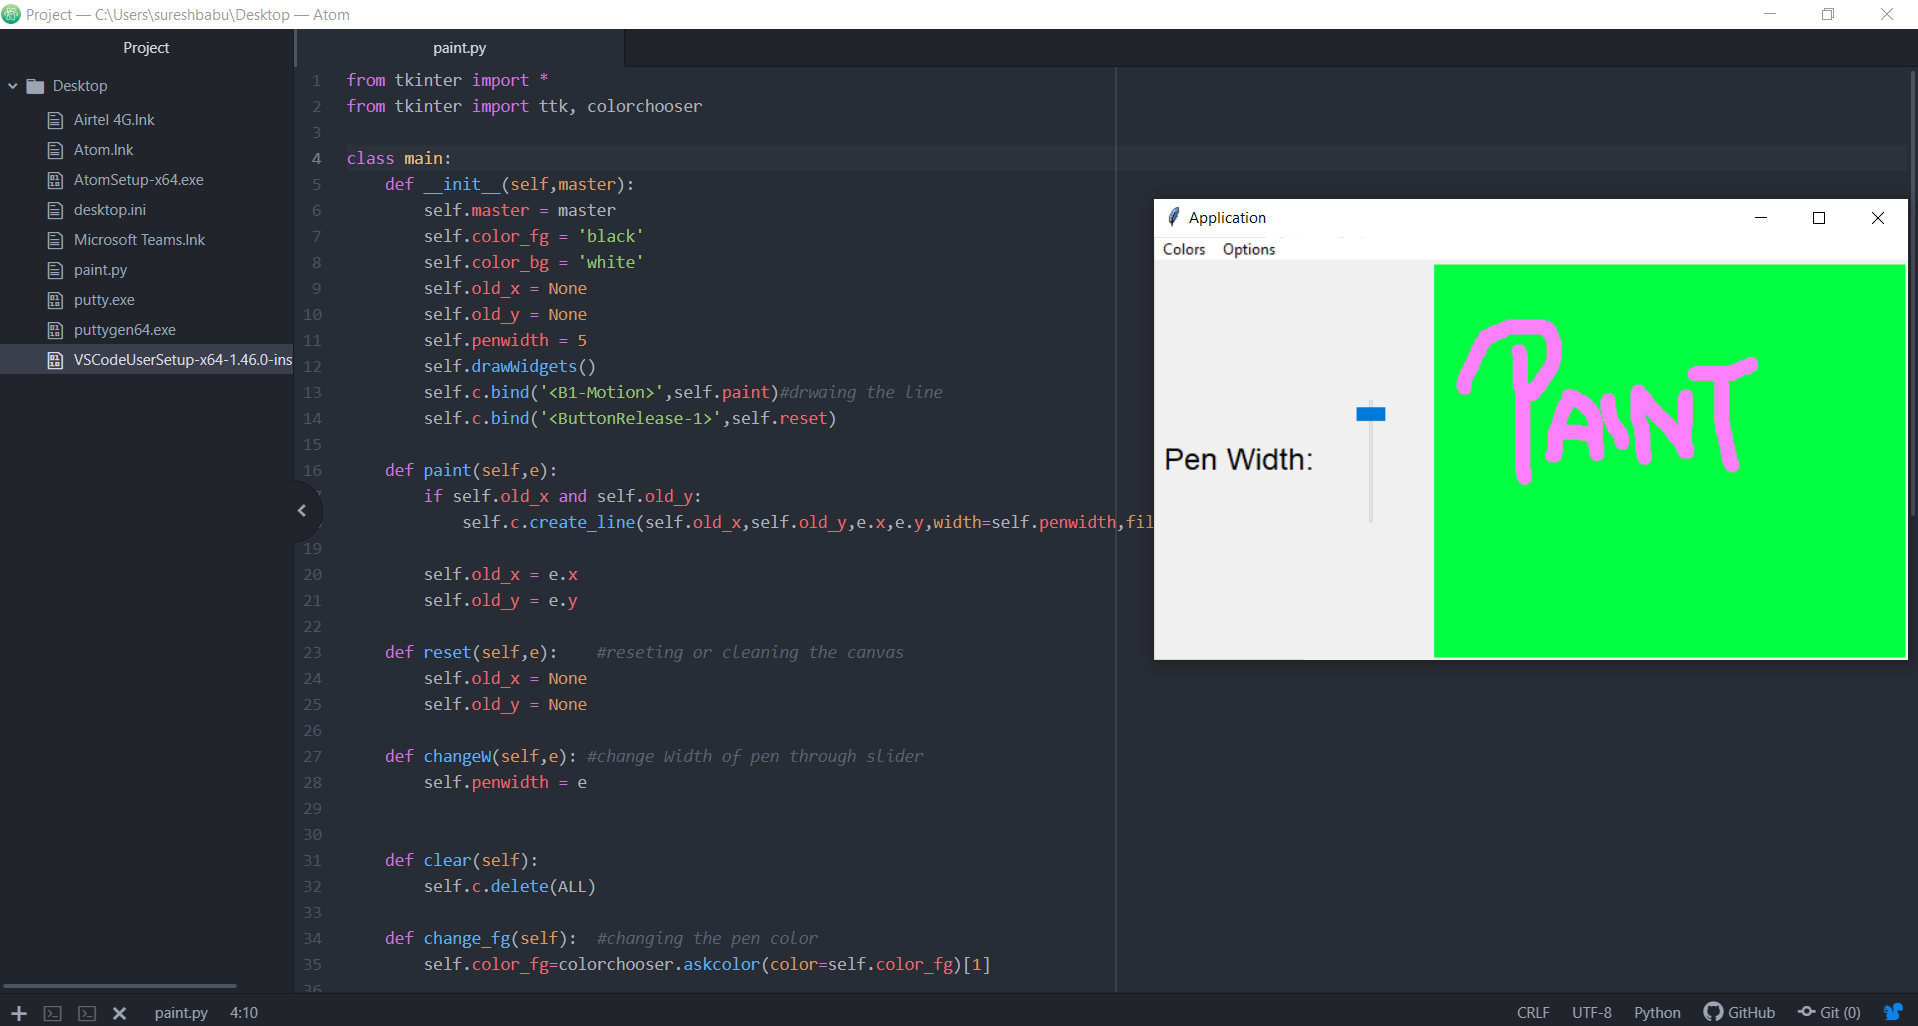 Project — C:\Users\sureshbabu\Desktop — Atom
Project
Desktop
Airtel 4G.lnk
Atom.lnk
AtomSetup-x64.exe
desktop.ini
Microsoft Teams.lnk
paint.py
putty.exe
puttygen64.exe
VSCodeUserSetup-x64-1.46.0-ins
paint.py
1 from tkinter import *
2 from tkinter import ttk, colorchooser
3
4 class main:
5     def __init__(self,master):
6         self.master = master
7         self.color_fg = 'black'
8         self.color_bg = 'white'
9         self.old_x = None
10         self.old_y = None
11         self.penwidth = 5
12         self.drawWidgets()
13         self.c.bind('<B1-Motion>',self.paint)#drwaing the line
14         self.c.bind('<ButtonRelease-1>',self.reset)
15
16     def paint(self,e):
        if self.old_x and self.old_y:
            self.c.create_line(self.old_x,self.old_y,e.x,e.y,width=self.penwidth,fil
19
20         self.old_x = e.x
21         self.old_y = e.y
22
23     def reset(self,e):    #reseting or cleaning the canvas
24         self.old_x = None
25         self.old_y = None
26
27     def changeW(self,e): #change Width of pen through slider
28         self.penwidth = e
29
30
31     def clear(self):
32         self.c.delete(ALL)
33
34     def change_fg(self):  #changing the pen color
35         self.color_fg=colorchooser.askcolor(color=self.color_fg)[1]
36
Application
Colors Options
Pen Width:
PAINT
paint.py 4:10
CRLF UTF-8 Python GitHub Git (0)